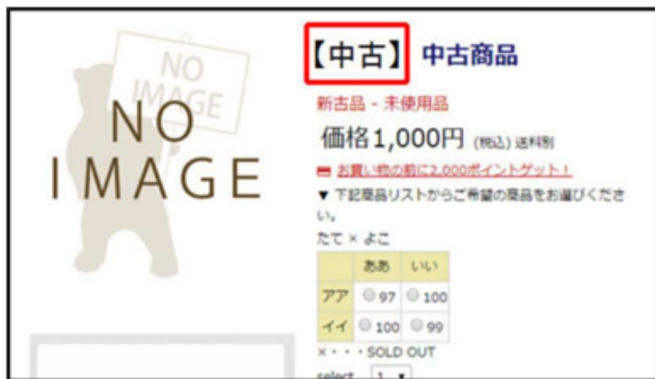 NO
IMAGE
NO
IMAGE
【中古】 中古商品
新古品 - 未使用品
価格1,000円 (税込) 送料別
お買い物の前に2,000ポイントゲット！
▼ 下記商品リストからご希望の商品をお選びくださ
い。
たて × よこ
ああ いい
アア 97 100
イイ 100 99
×・・・SOLD OUT
select 1